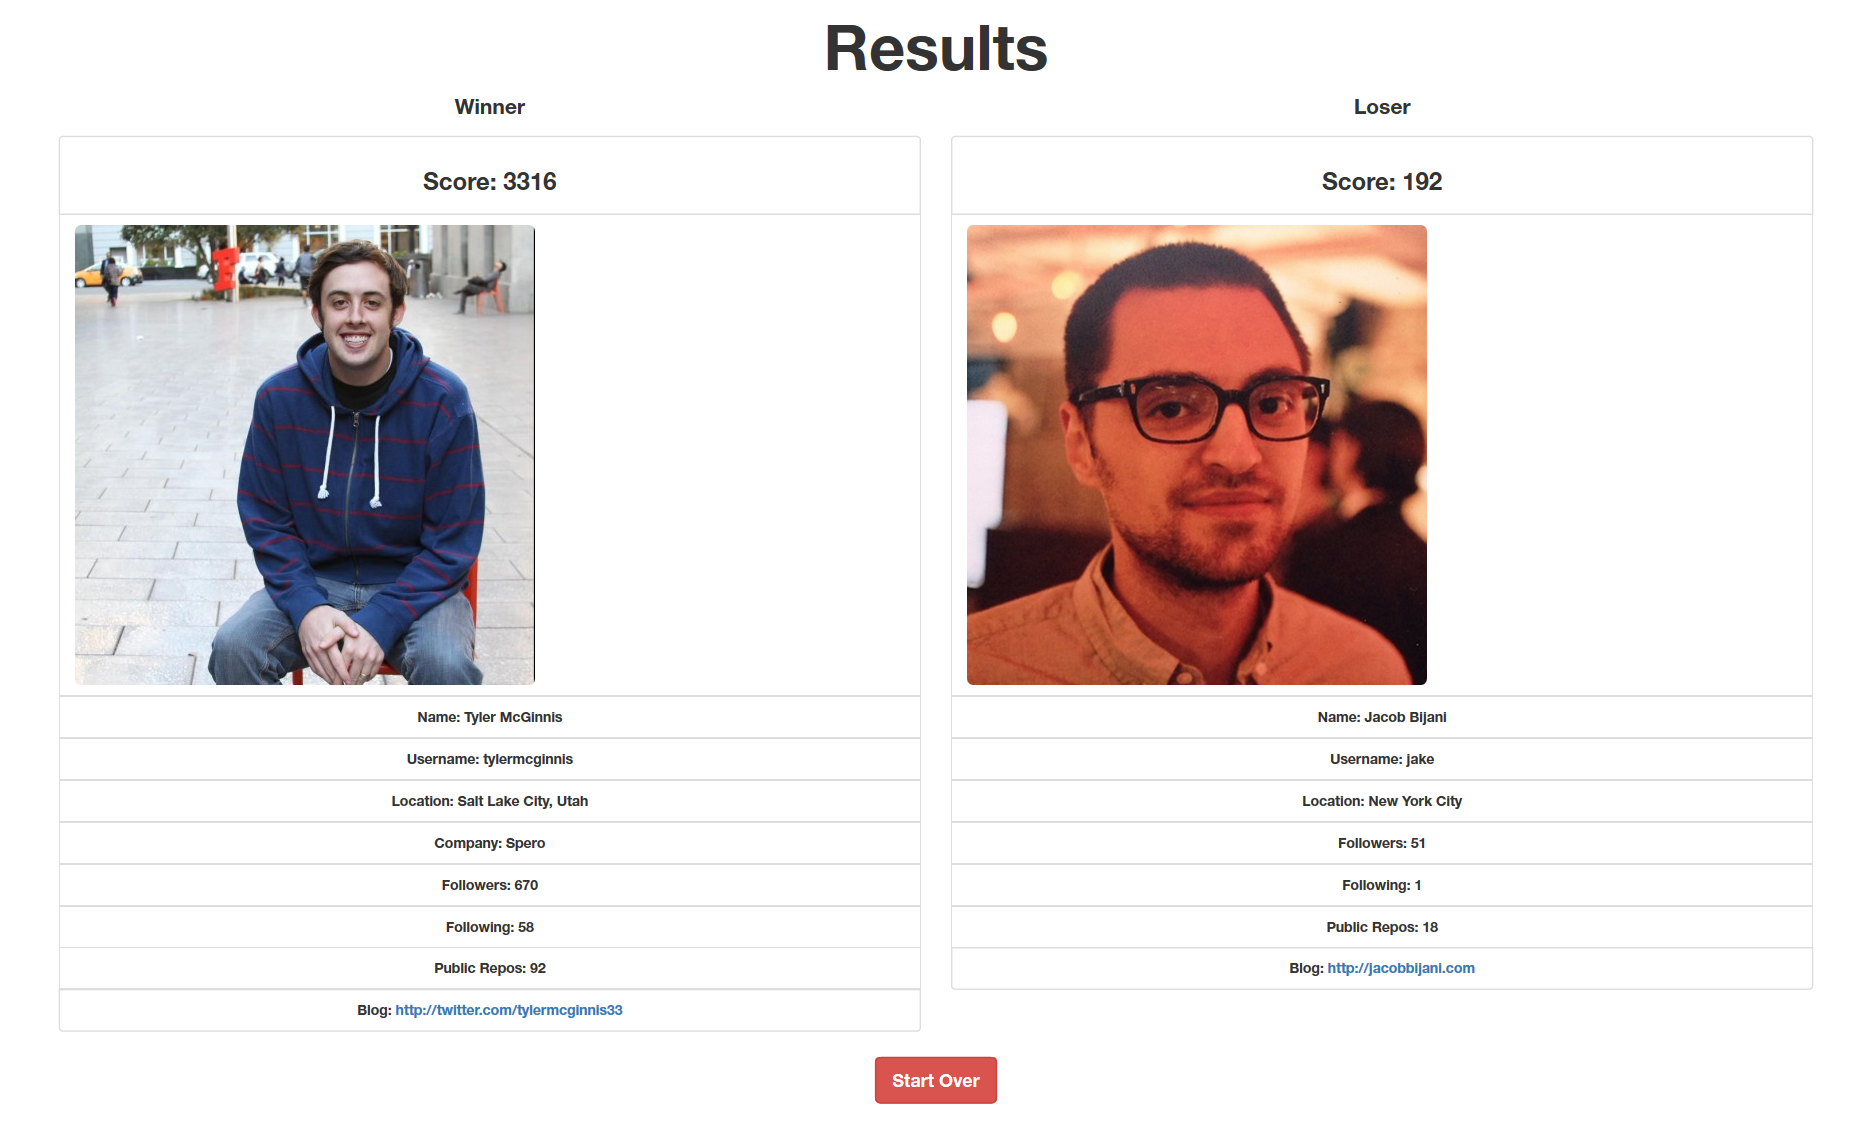 Results
Winner
Score: 3316
Name: Tyler McGinnis
Username: tylermcginnis
Location: Salt Lake City, Utah
Company: Spero
Followers: 670
Following: 58
Public Repos: 92
Blog: http://twitter.com/tylermcginnis33
Loser
Score: 192
Name: Jacob Bijani
Username: jake
Location: New York City
Followers: 51
Following: 1
Public Repos: 18
Blog: http://jacobbijani.com
Start Over